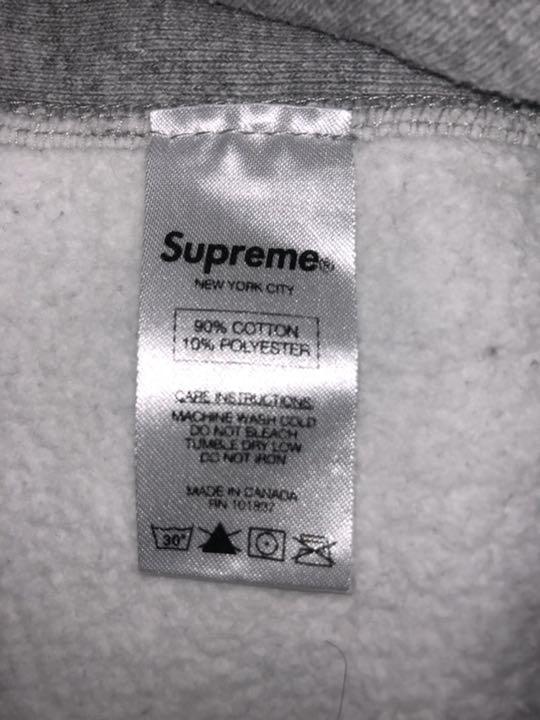 Supreme®
NEW YORK CITY
90% COTTON
10% POLYESTER
CARE INSTRUCTIONS
MACHINE WASH COLD
DO NOT BLEACH
TUMBLE DRY LOW
DO NOT IRON
MADE IN CANADA
RN 101837
30°